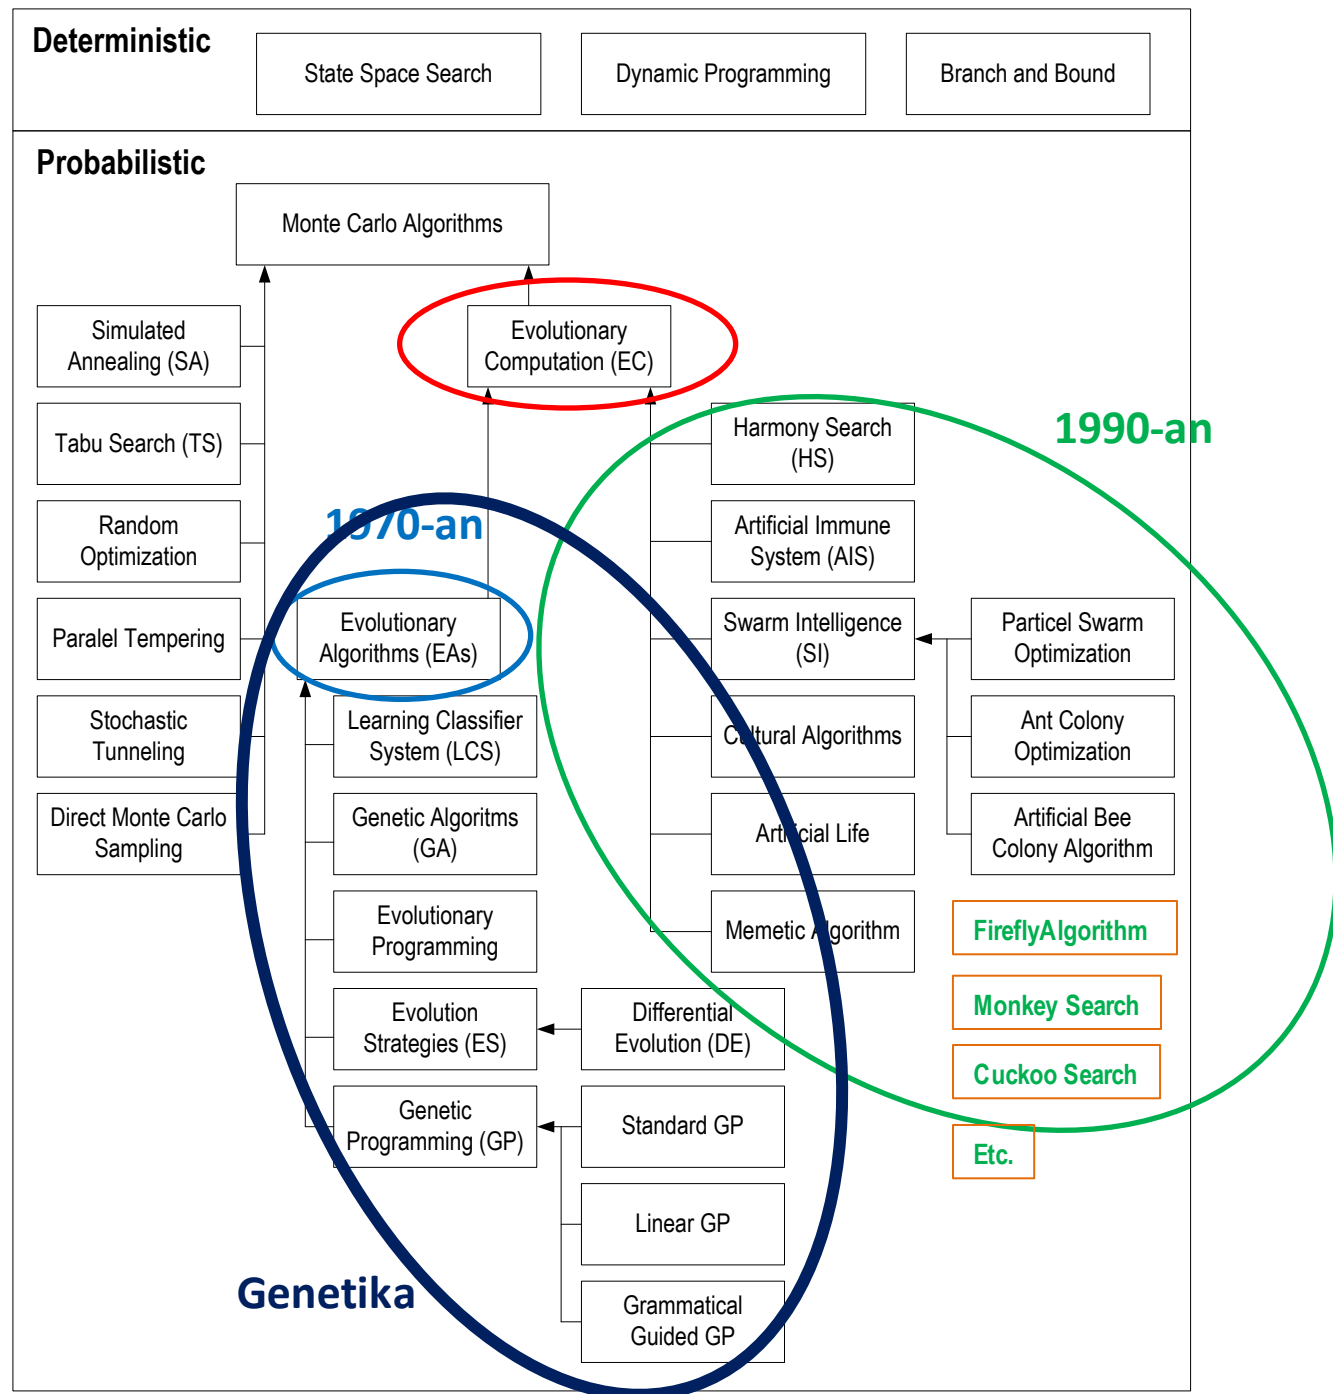 Deterministic
State Space Search
Dynamic Programming
Branch and Bound
Probabilistic
Monte Carlo Algorithms
Simulated
Annealing (SA)
Evolutionary
Computation (EC)
Tabu Search (TS)
Harmony Search
(HS)
1990-an
Random
Optimization
1970-an
Artificial Immune
System (AIS)
Paralel Tempering
Evolutionary
Algorithms (EAs)
Swarm Intelligence
(SI)
Particel Swarm
Optimization
Stochastic
Tunneling
Learning Classifier
System (LCS)
Cultural Algorithms
Ant Colony
Optimization
Direct Monte Carlo
Sampling
Genetic Algoritms
(GA)
Artificial Life
Artificial Bee
Colony Algorithm
Evolutionary
Programming
Memetic Algorithm
FireflyAlgorithm
Evolution
Strategies (ES)
Differential
Evolution (DE)
Monkey Search
Cuckoo Search
Genetic
Programming (GP)
Standard GP
Etc.
Linear GP
Genetika
Grammatical
Guided GP